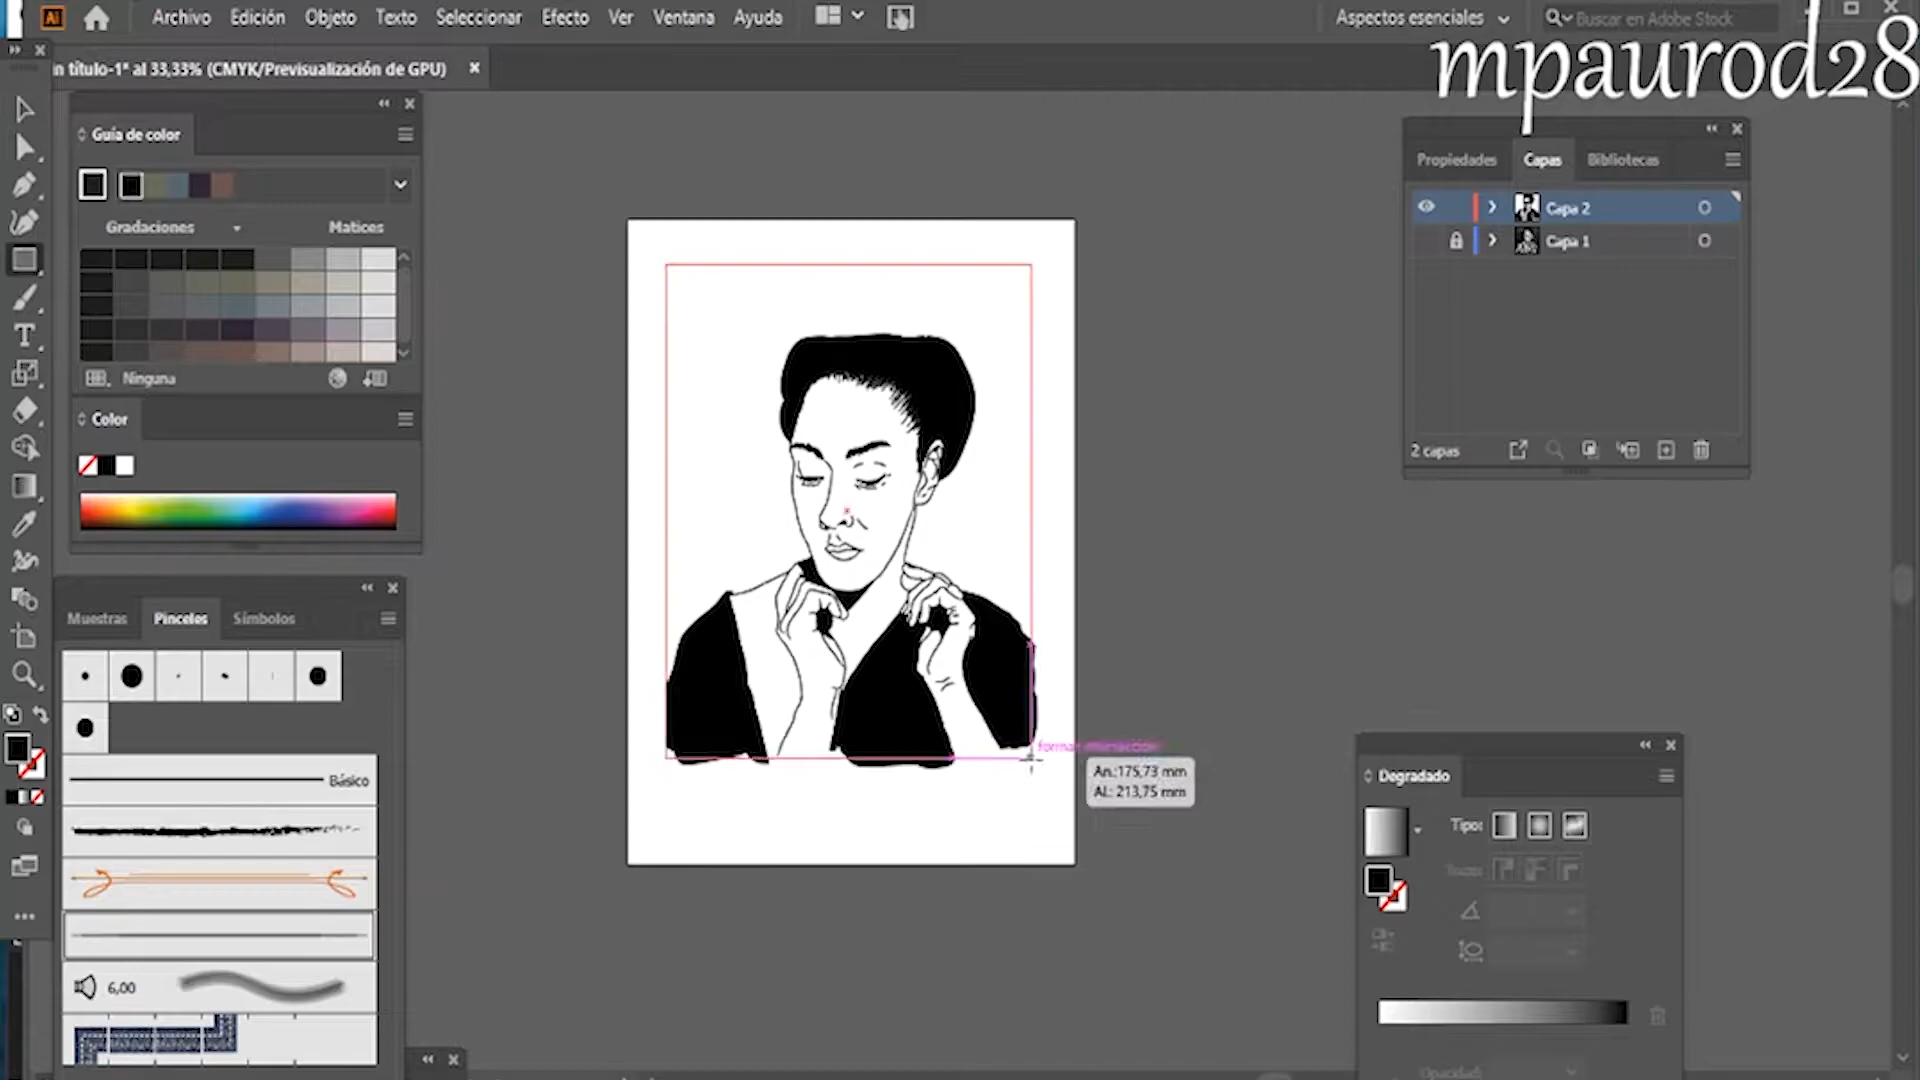 Ai Archivo Edición Objeto Texto Seleccionar Efecto Ver Ventana Ayuda
Aspectos esenciales
Buscar en Adobe Stock
mpaurod28
n título-1* al 33,33% (CMYK/Previsualización de GPU)
Guía de color
Gradaciones Matices
Ninguna
Color
Muestras Pinceles Símbolos
Básico
6,00
Propiedades Capas Bibliotecas
Capa 2
Capa 1
2 capas
An.:175,73 mm
Al.: 213,75 mm
Degradado
Tipo:
Trazo:
Opacidad: